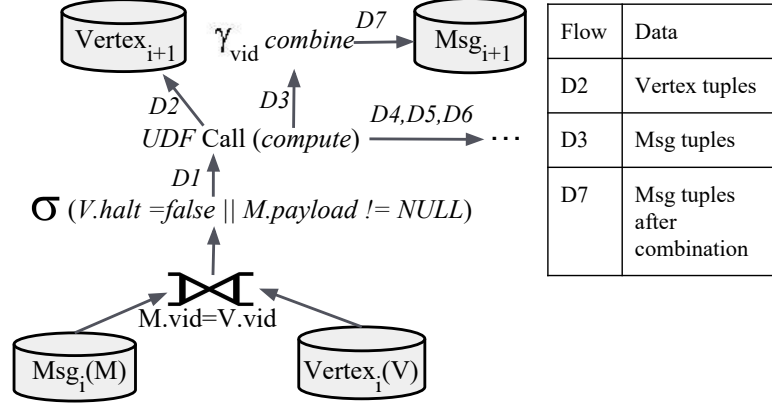 Vertex_{i+1}
γ_{vid} combine
D7
Msg_{i+1}
D2
D3
D4,D5,D6
UDF Call (compute)
...
D1
σ (V.halt =false || M.payload != NULL)
M.vid=V.vid
Msg_i(M)
Vertex_i(V)
Flow Data
D2 Vertex tuples
D3 Msg tuples
D7 Msg tuples
after
combination